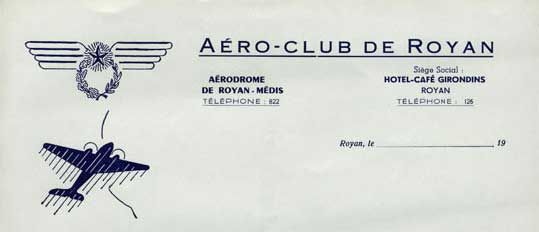 AÉRO-CLUB DE ROYAN
AÉRODROME
DE ROYAN - MÉDIS
TÉLÉPHONE : 822
Siège Social :
HOTEL-CAFÉ GIRONDINS
ROYAN
TÉLÉPHONE : 126
Royan, le 19